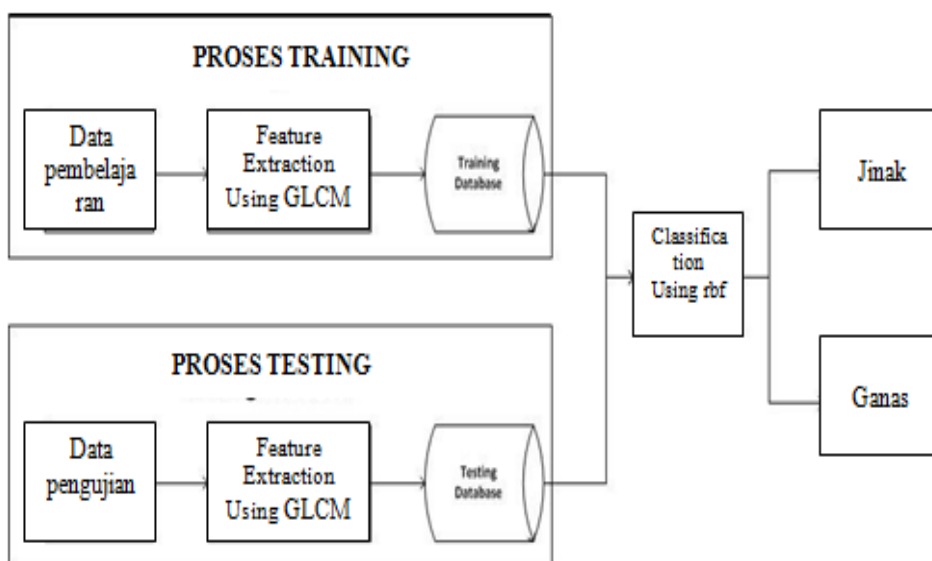 PROSES TRAINING
Data
pembelaja
ran
Feature
Extraction
Using GLCM
Training
Database
Classifica
tion
Using rbf
Jinak
Ganas
PROSES TESTING
Data
pengujian
Feature
Extraction
Using GLCM
Testing
Database